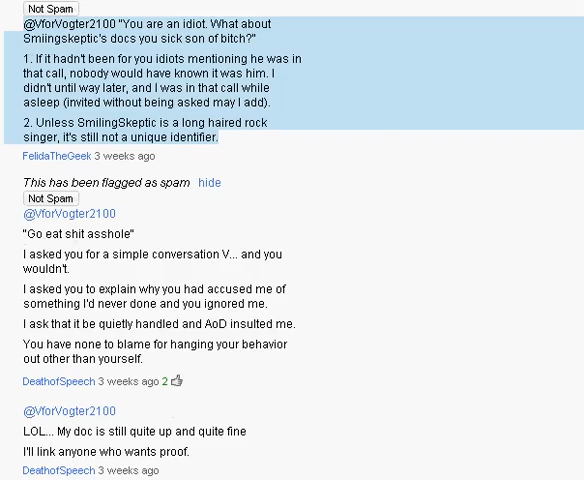 Not Spam
@VforVogter2100 "You are an idiot. What about
Smiingskeptic's docs you sick son of bitch?"
1. If it hadn't been for you idiots mentioning he was in
that call, nobody would have known it was him. I
didn't until way later, and I was in that call while
asleep (invited without being asked may I add).
2. Unless SmilingSkeptic is a long haired rock
singer, it's still not a unique identifier.
FelidaTheGeek 3 weeks ago
This has been flagged as spam hide
Not Spam
@VforVogter2100
"Go eat shit asshole"
I asked you for a simple conversation V... and you
wouldn't.
I asked you to explain why you had accused me of
something I'd never done and you ignored me.
I ask that it be quietly handled and AoD insulted me.
You have none to blame for hanging your behavior
out other than yourself.
DeathofSpeech 3 weeks ago 2
@VforVogter2100
LOL... My doc is still quite up and quite fine
I'll link anyone who wants proof.
DeathofSpeech 3 weeks ago